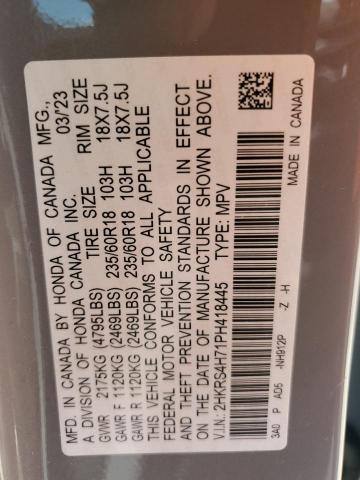 MFD. IN CANADA BY HONDA OF CANADA MFG.,
A DIVISION OF HONDA CANADA INC. 03/23
TIRE SIZE RIM SIZE
GVWR 2175KG (4795LBS)
GAWR F 1120KG (2469LBS) 235/60R18 103H 18X7.5J
GAWR R 1120KG (2469LBS) 235/60R18 103H 18X7.5J
THIS VEHICLE CONFORMS TO ALL APPLICABLE
FEDERAL MOTOR VEHICLE SAFETY
AND THEFT PREVENTION STANDARDS IN EFFECT
ON THE DATE OF MANUFACTURE SHOWN ABOVE.
V.I.N.: 2HKRS4H71PH418445 TYPE: MPV
3A0 P AD5 -NH912P -Z -H MADE IN CANADA